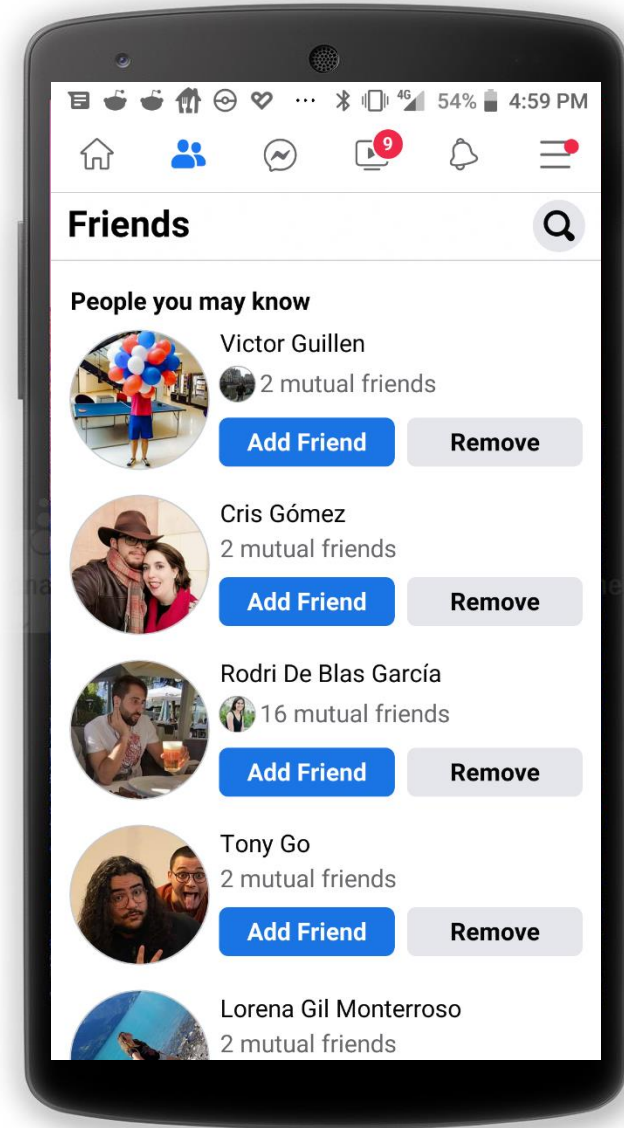 4G 54% 4:59 PM
9
Friends
People you may know
Victor Guillen
2 mutual friends
Add Friend Remove
Cris Gómez
2 mutual friends
Add Friend Remove
Rodri De Blas García
16 mutual friends
Add Friend Remove
Tony Go
2 mutual friends
Add Friend Remove
Lorena Gil Monterroso
2 mutual friends